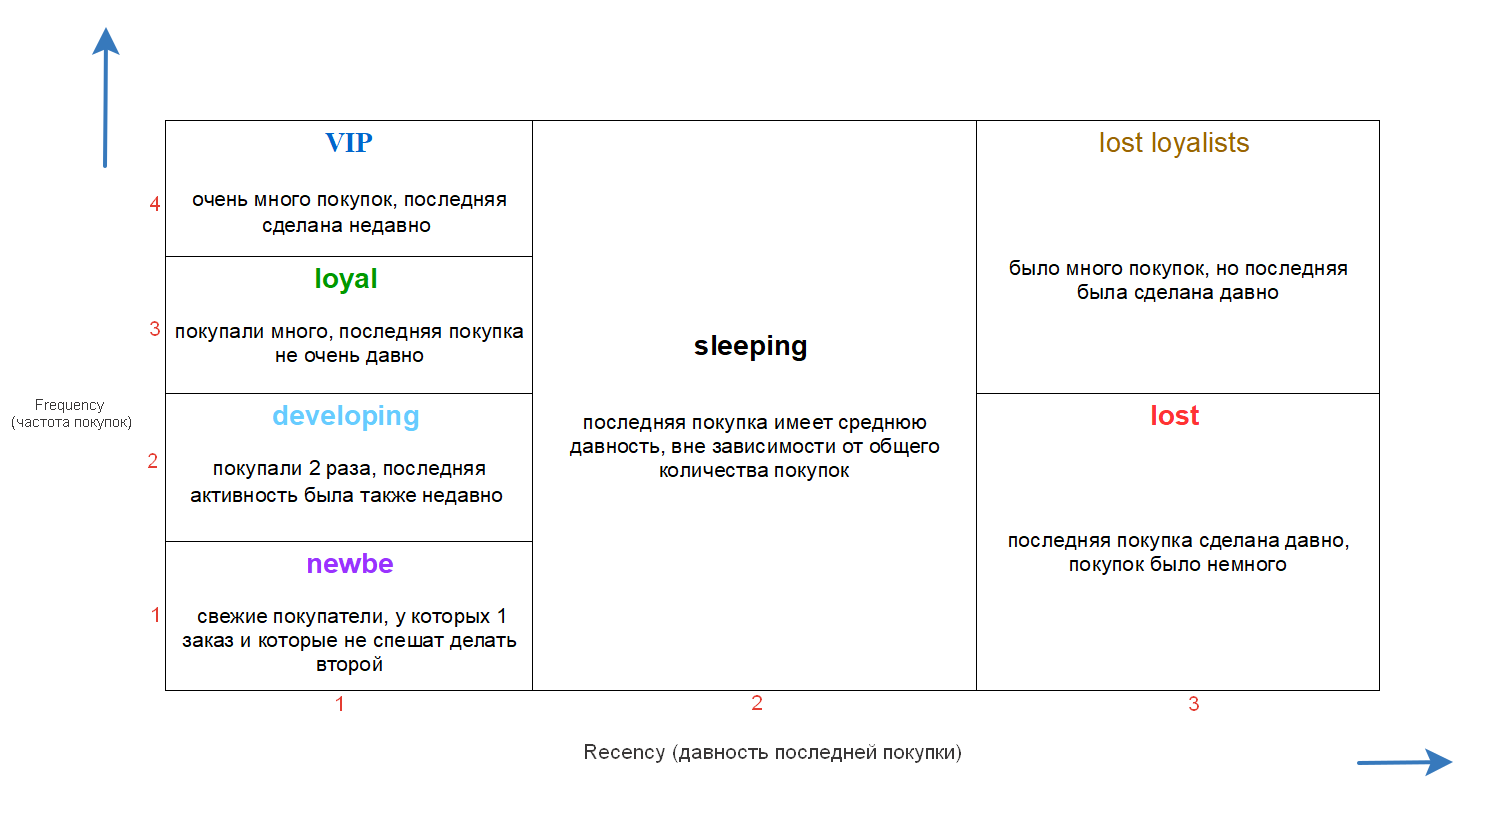 VIP
очень много покупок, последняя
сделана недавно
4
loyal
покупали много, последняя покупка
не очень давно
3
Frequency
(частота покупок)
developing
покупали 2 раза, последняя
активность была также недавно
2
newbe
свежие покупатели, у которых 1
заказ и которые не спешат делать
второй
1
sleeping
последняя покупка имеет среднюю
давность, вне зависимости от общего
количества покупок
lost loyalists
было много покупок, но последняя
была сделана давно
lost
последняя покупка сделана давно,
покупок было немного
1
2
3
Recency (давность последней покупки)